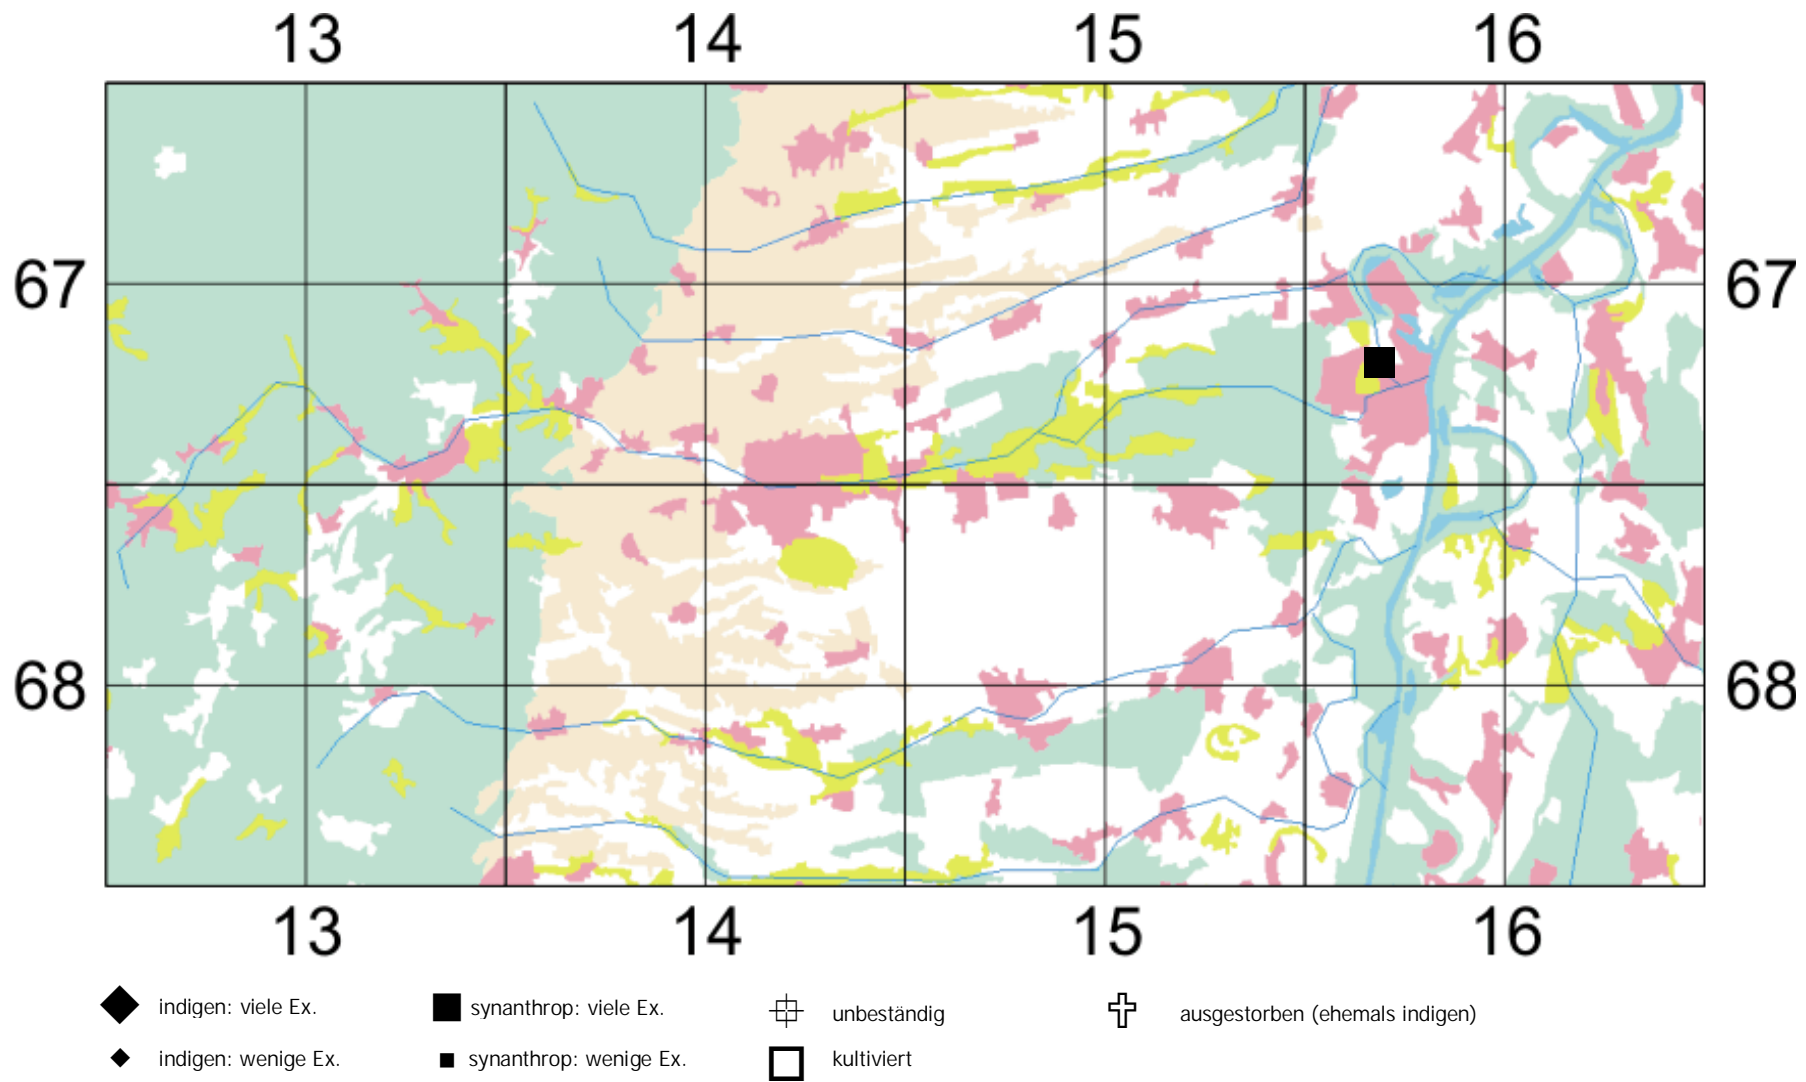 13 14 15 16
67 67
68 68
13 14 15 16
indigen: viele Ex. synanthrop: viele Ex. unbeständig ausgestorben (ehemals indigen)
indigen: wenige Ex. synanthrop: wenige Ex. kultiviert